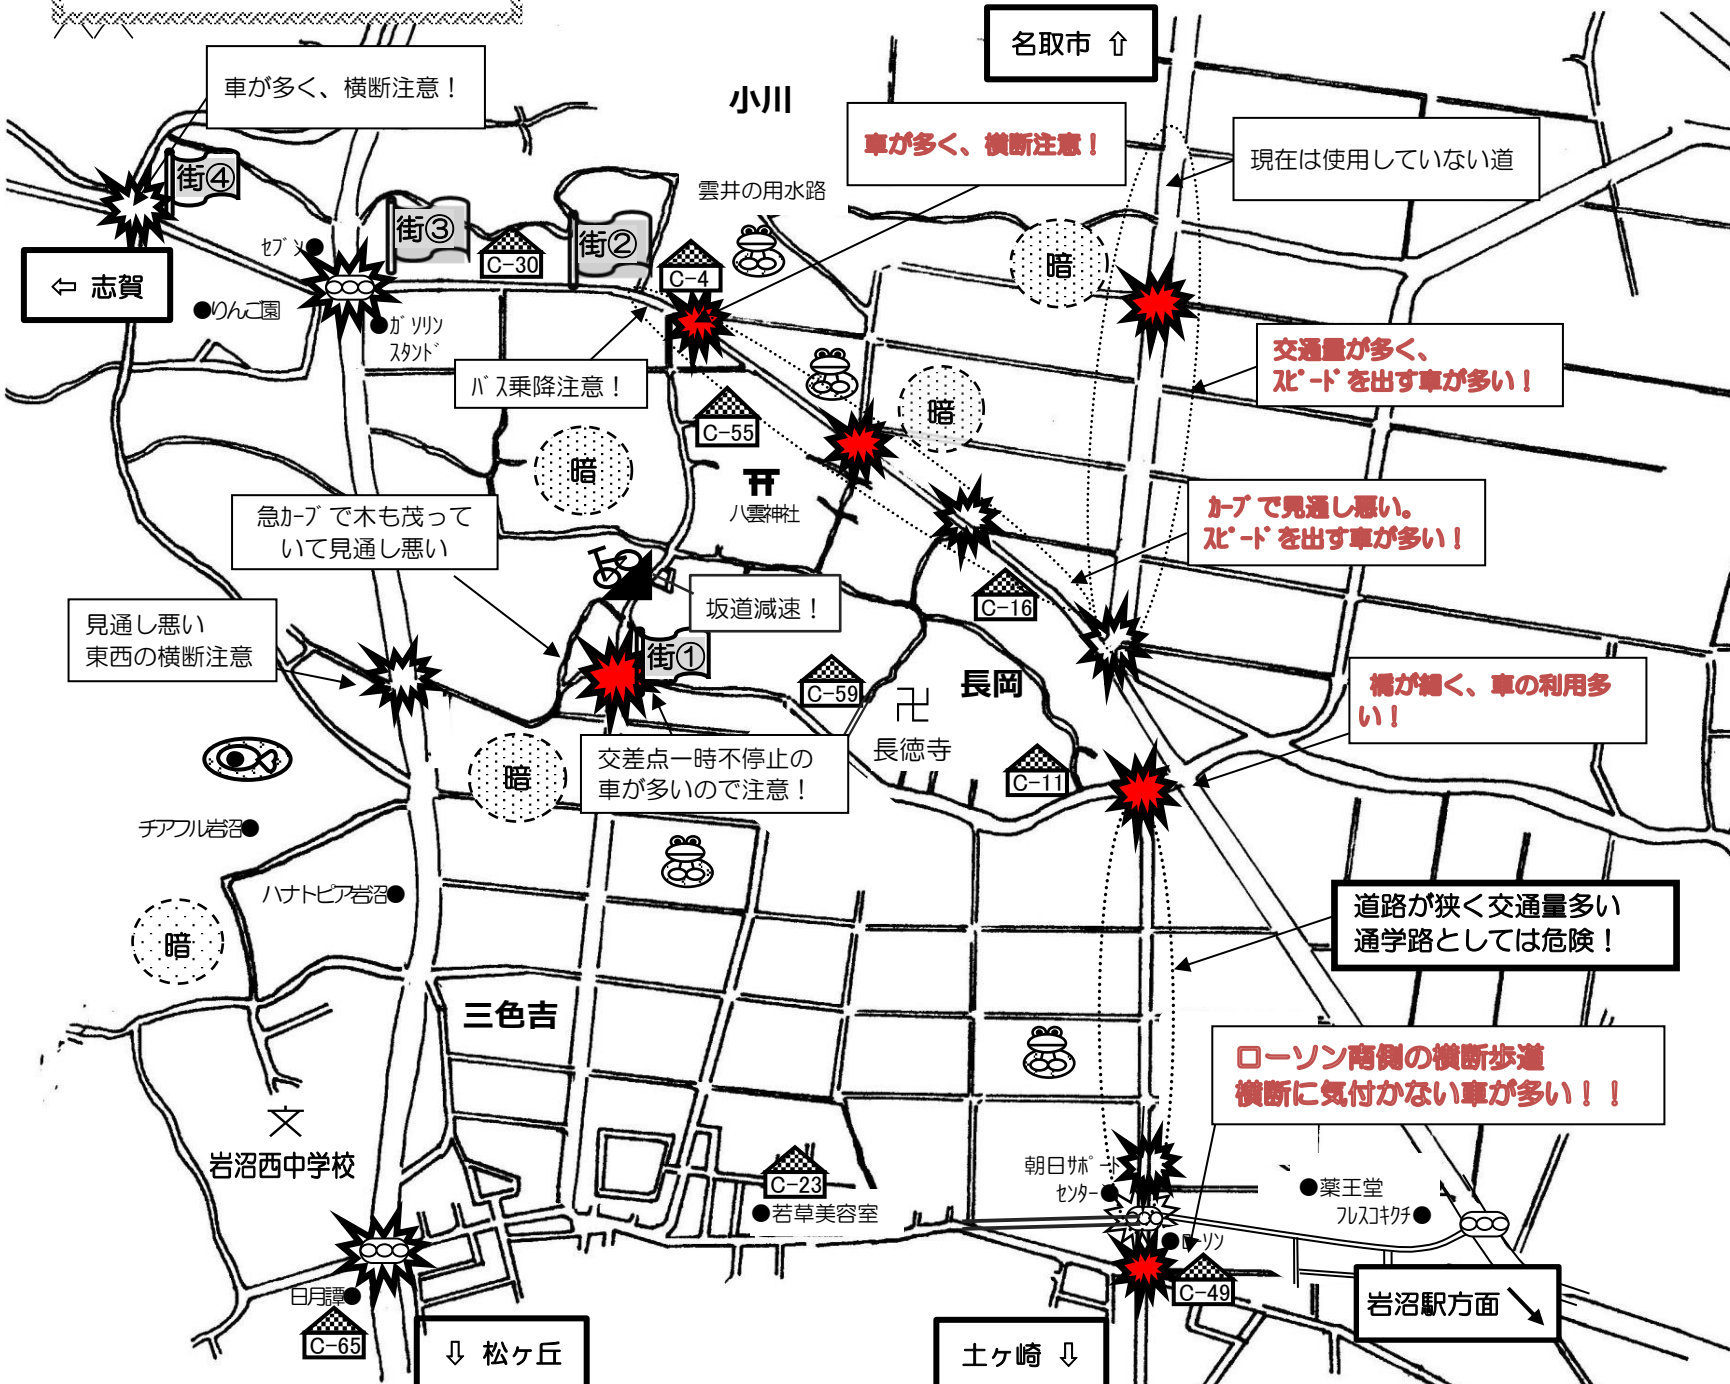 名取市 ⇧
車が多く、横断注意！
小川
車が多く、横断注意！
現在は使用していない道
街④
雲井の用水路
街③
街②
セブン●
C-30
C-4
暗
⇦ 志賀
●りんご園
●ガソリン
スタンド
交通量が多く、
スピードを出す車が多い！
バス乗降注意！
暗
C-55
暗
八雲神社
急カーブで木も茂って
いて見通し悪い
カーブで見通し悪い。
スピードを出す車が多い！
坂道減速！
C-16
見通し悪い
東西の横断注意
街①
C-59
長岡
卍
長徳寺
橋が細く、車の利用多
い！
暗
交差点一時不停止の
車が多いので注意！
C-11
チアフル岩沼●
ハナトピア岩沼●
暗
道路が狭く交通量多い
通学路としては危険！
三色吉
ローソン南側の横断歩道
横断に気付かない車が多い！！
文
岩沼西中学校
朝日サポート
センター●
C-23
●若草美容室
●薬王堂
フレスコキクチ●
●ローソン
日月譚●
C-49
岩沼駅方面
C-65
⇩ 松ヶ丘
土ヶ崎 ⇩